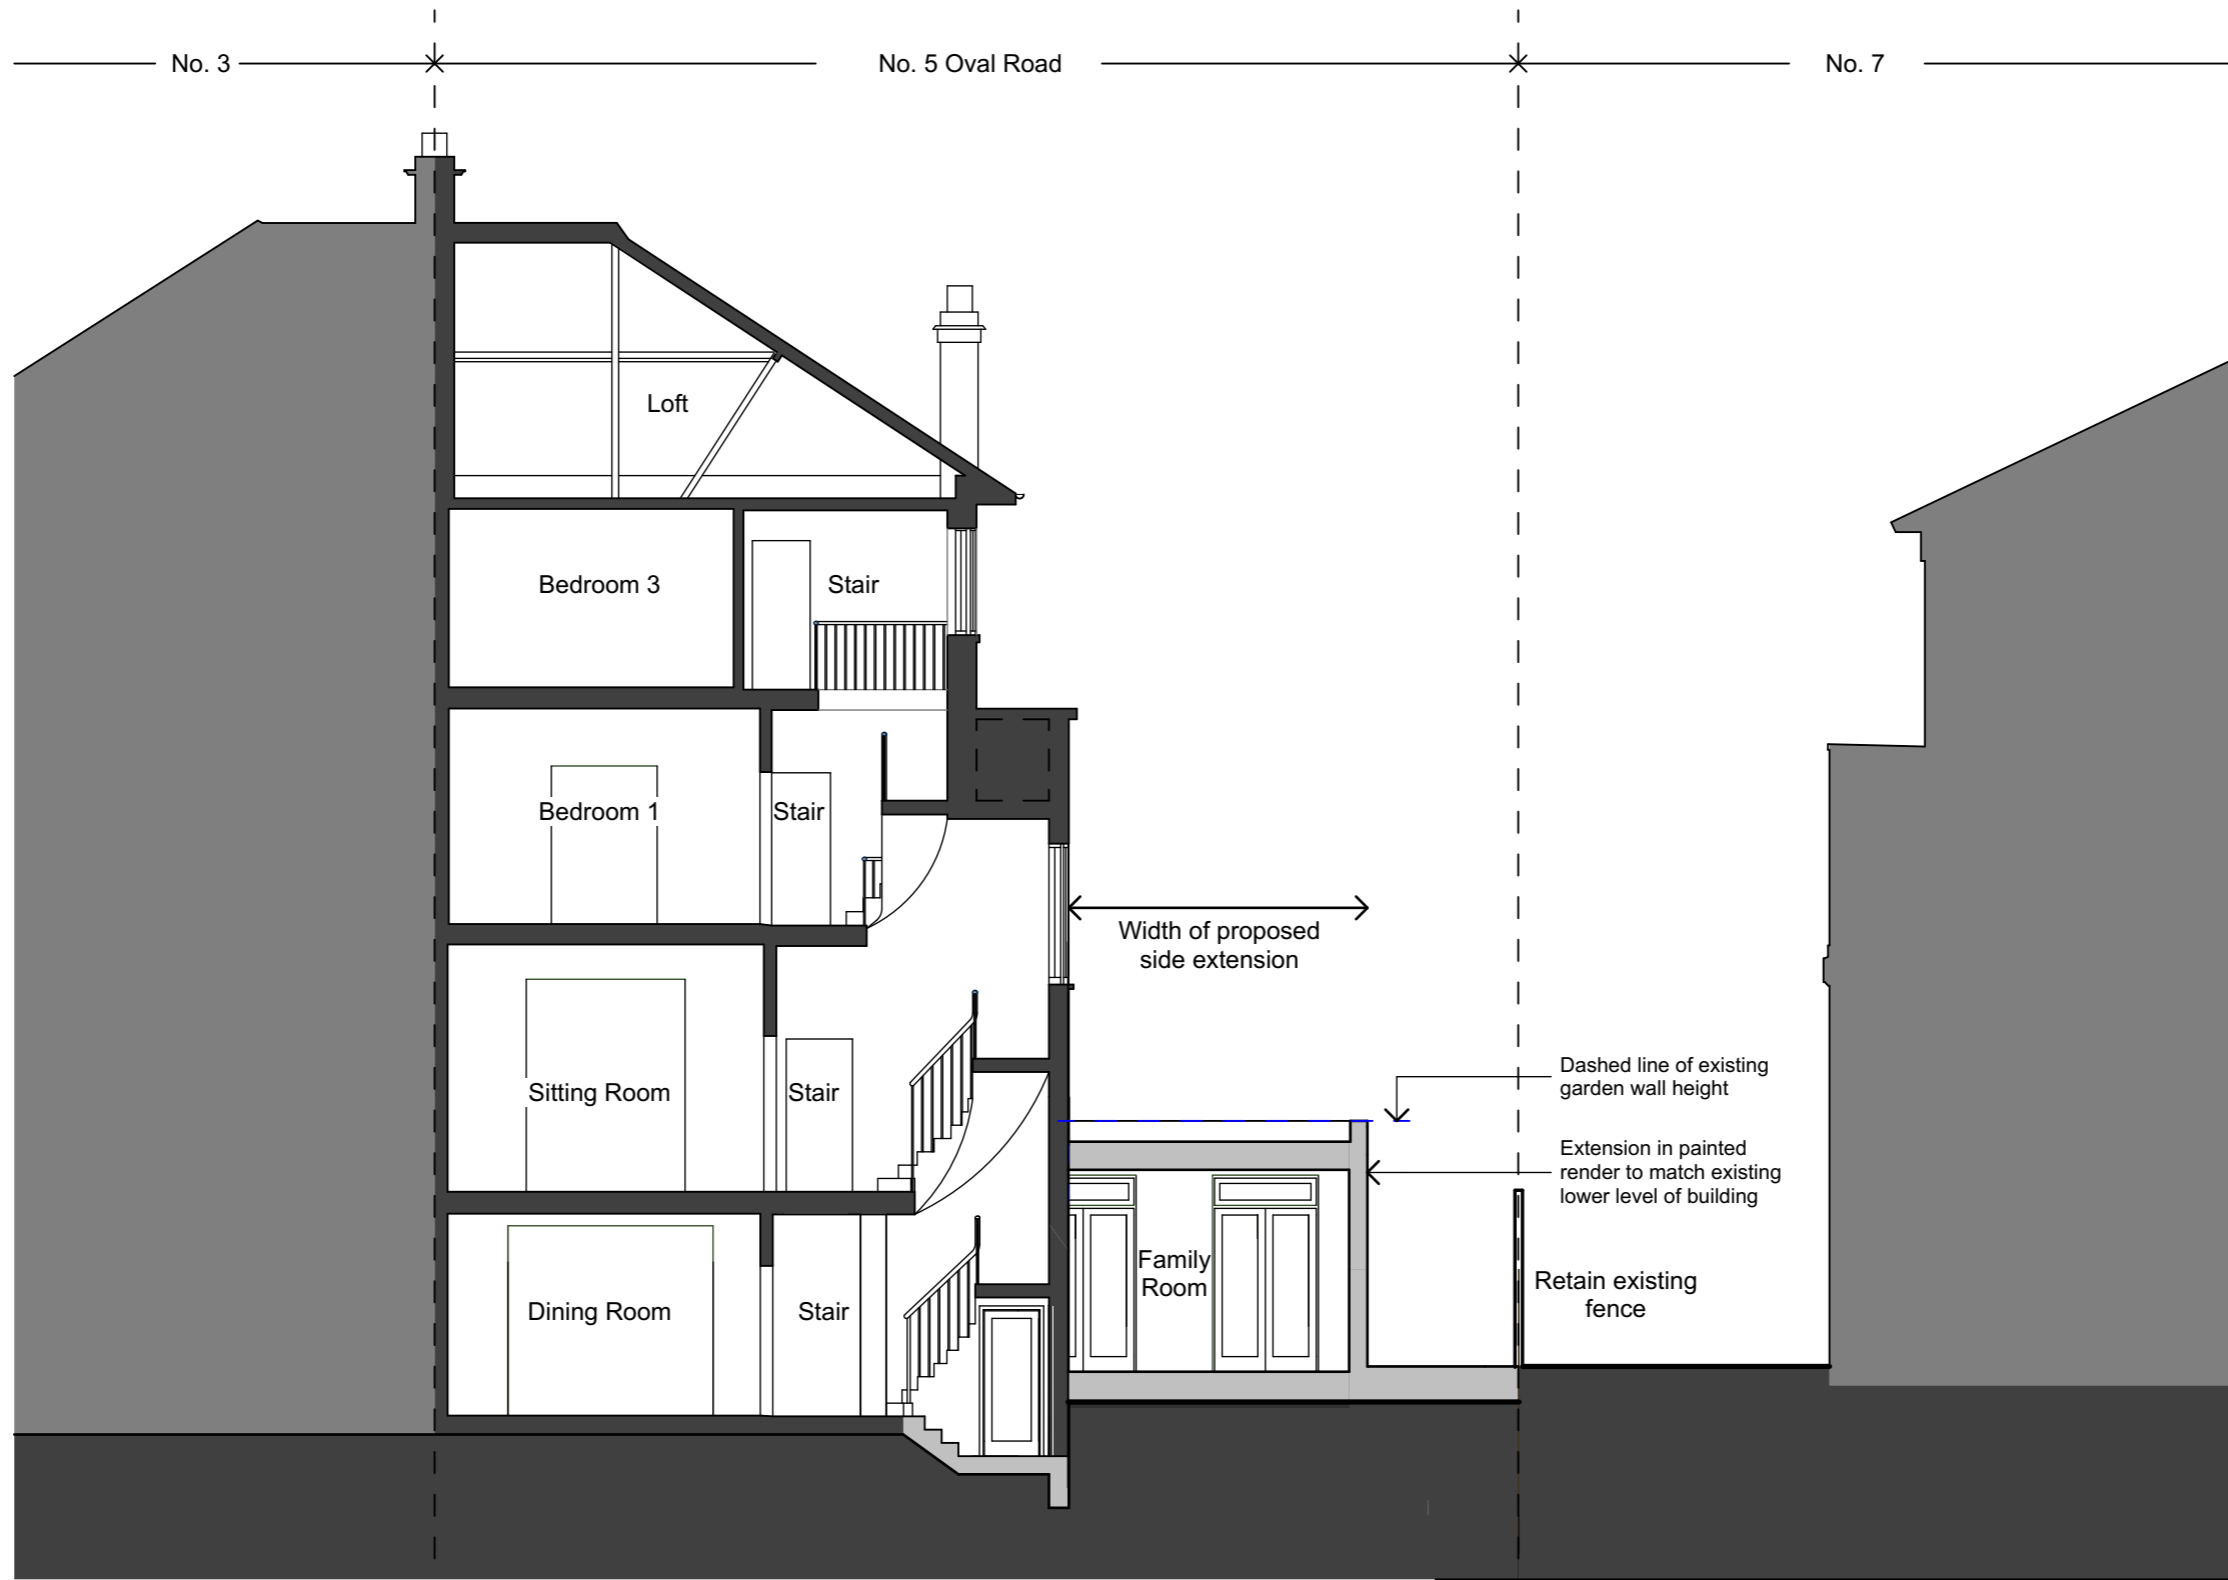 No. 3
No. 5 Oval Road
No. 7
Loft
Bedroom 3
Stair
Bedroom 1
Stair
Width of proposed
side extension
Sitting Room
Stair
Dashed line of existing
garden wall height
Extension in painted
render to match existing
lower level of building
Family
Room
Retain existing
fence
Dining Room
Stair